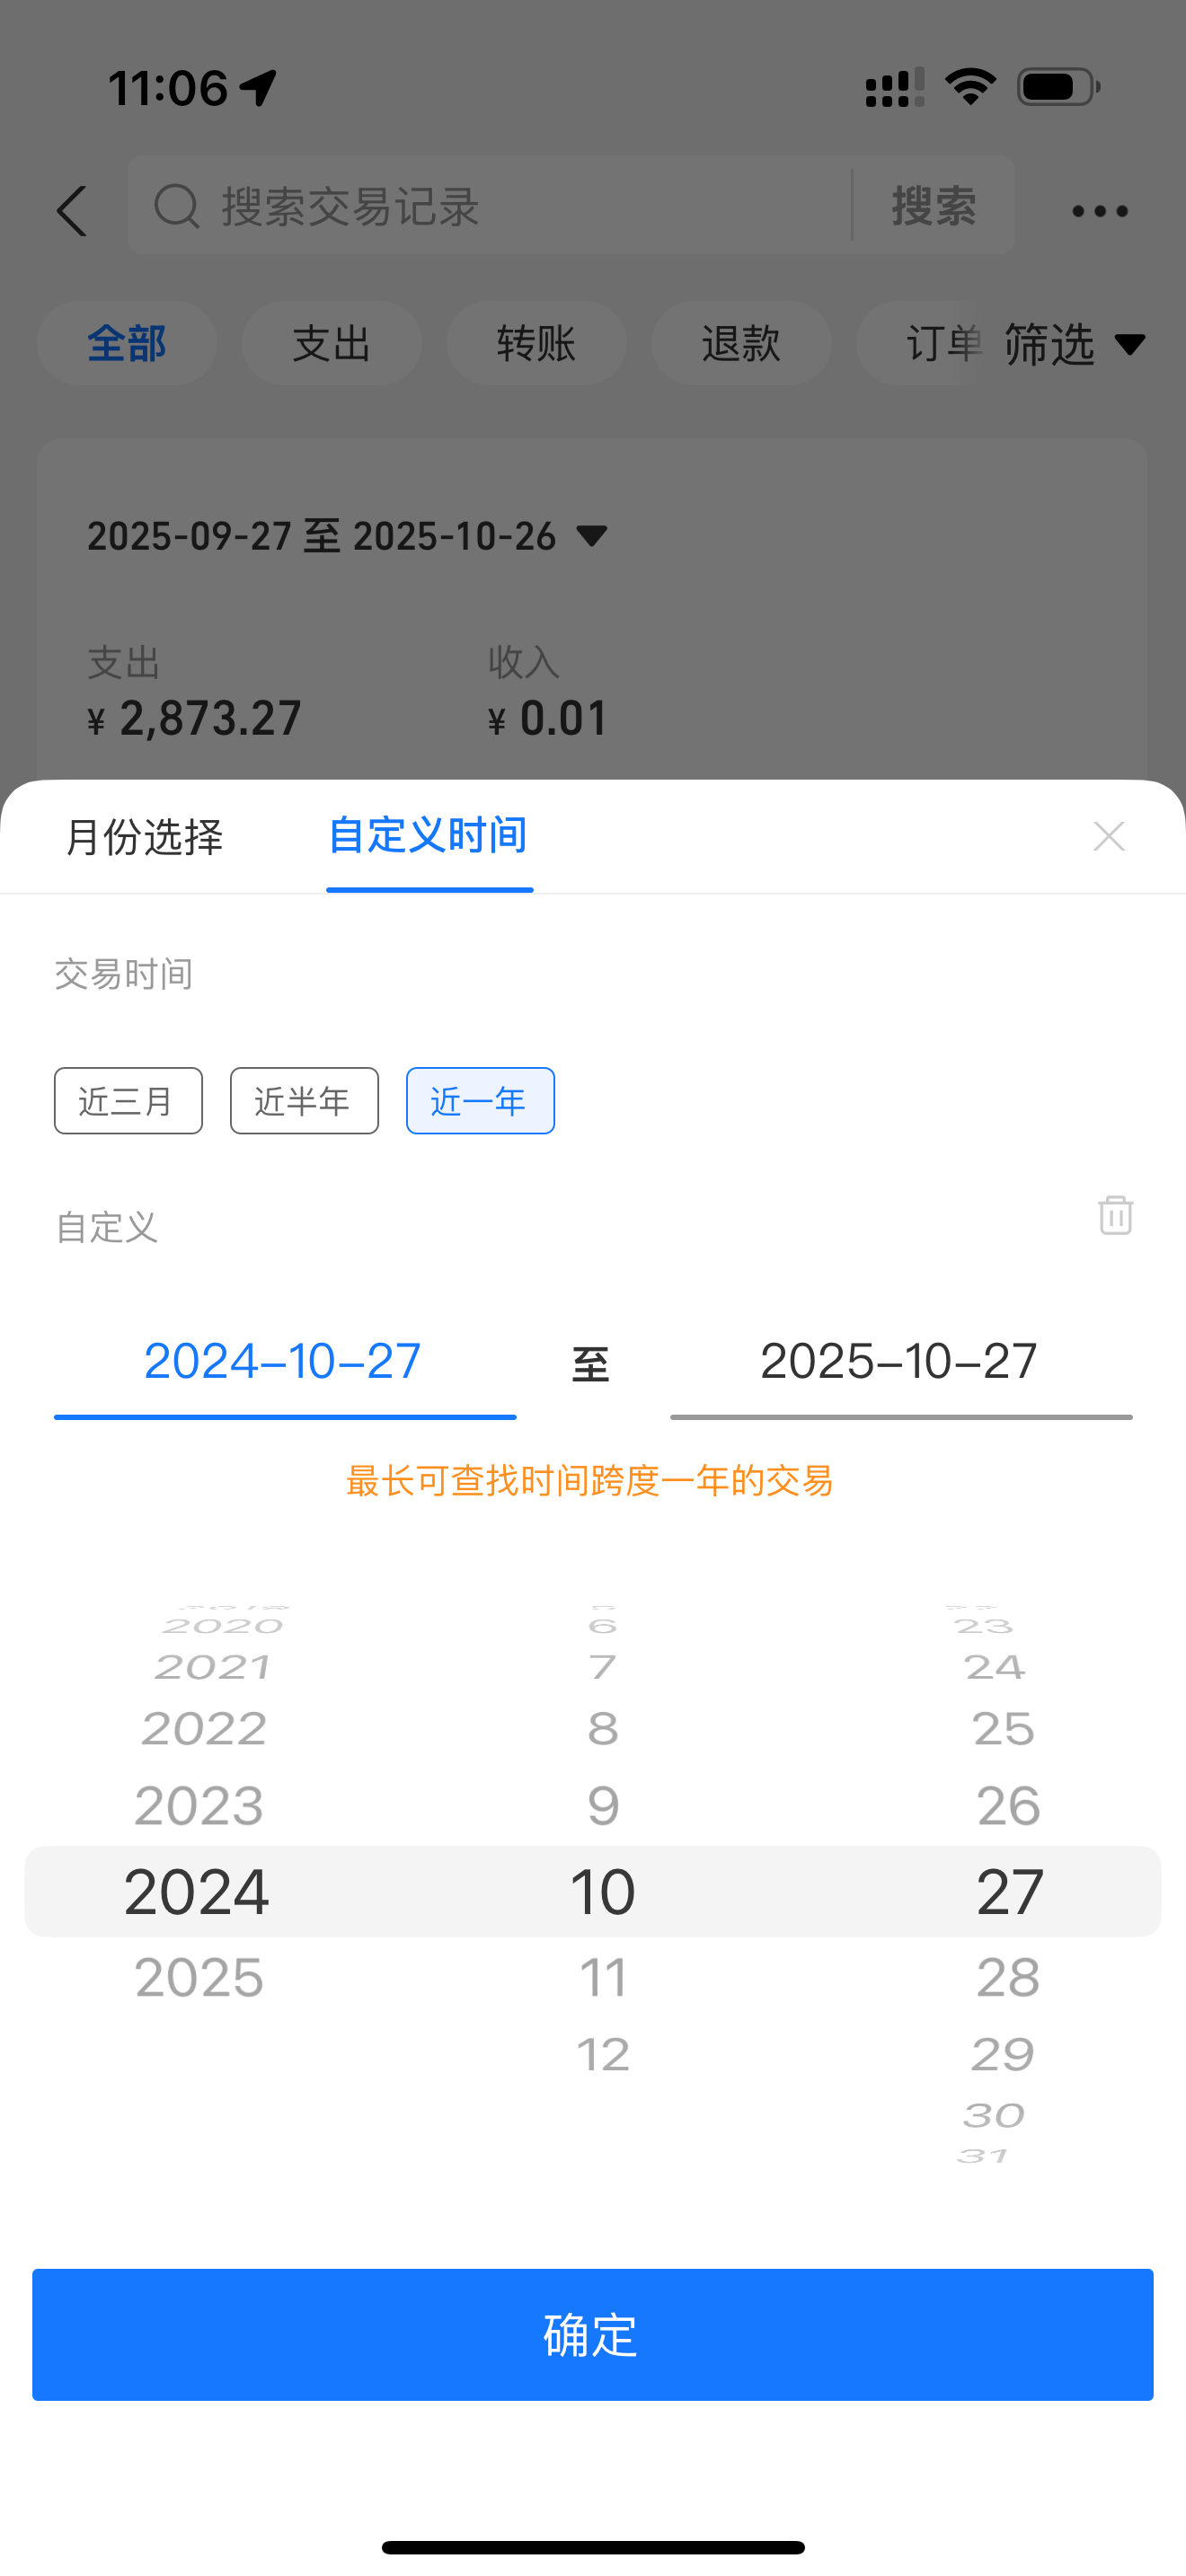 11:06
搜索交易记录 搜索
全部 支出 转账 退款 订单 筛选
2025-09-27 至 2025-10-26
支出 收入
¥ 2,873.27 ¥ 0.01
月份选择 自定义时间
交易时间
近三月 近半年 近一年
自定义
2024-10-27 至 2025-10-27
最长可查找时间跨度一年的交易
2020 6 23
2021 7 24
2022 8 25
2023 9 26
2024 10 27
2025 11 28
12 29
30
31
确定